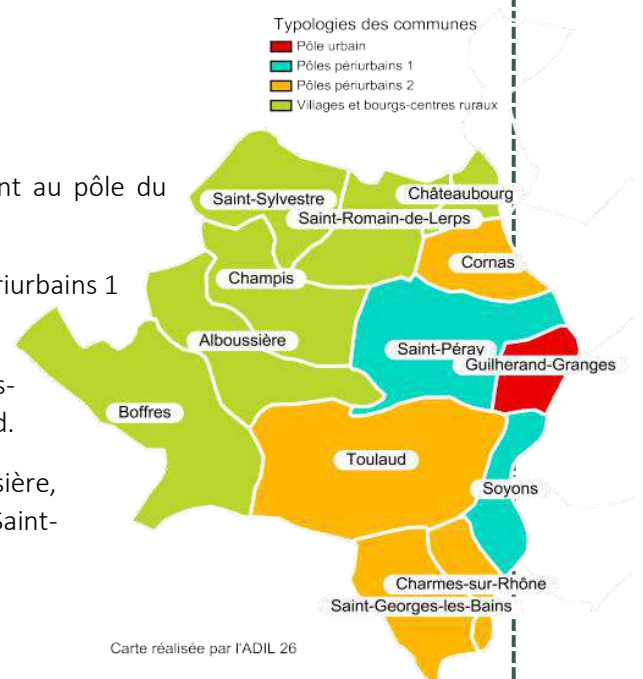 Typologies des communes
Pôle urbain
Pôles périurbains 1
Pôles périurbains 2
Villages et bourgs-centres ruraux
nt au pôle du
riurbains 1
s-
d.
sière,
Saint-
Saint-Sylvestre
Châteaubourg
Saint-Romain-de-Lerps
Cornas
Champis
Alboussière
Saint-Péray
Guilherand-Granges
Boffres
Toulaud
Soyons
Charmes-sur-Rhône
Saint-Georges-les-Bains
Carte réalisée par l'ADIL 26